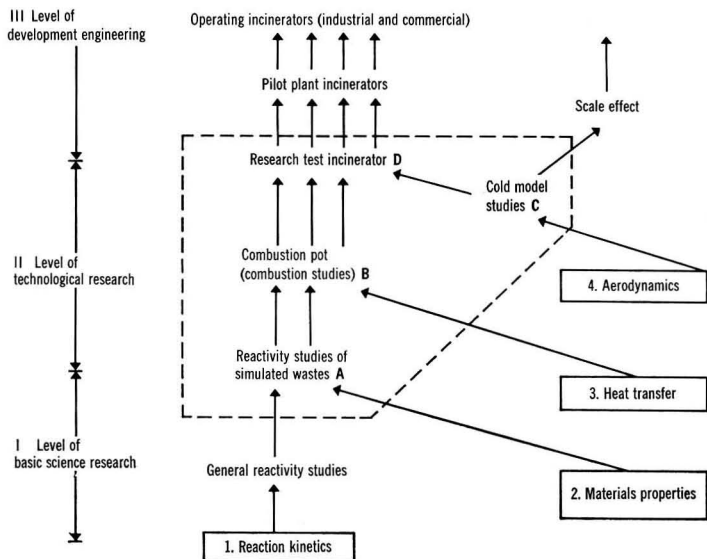 III Level of
development engineering
Operating incinerators (industrial and commercial)
Pilot plant incinerators
Scale effect
Research test incinerator D
Cold model
studies C
II Level of
technological research
Combustion pot
(combustion studies) B
4. Aerodynamics
Reactivity studies of
simulated wastes A
3. Heat transfer
I Level of
basic science research
General reactivity studies
2. Materials properties
1. Reaction kinetics